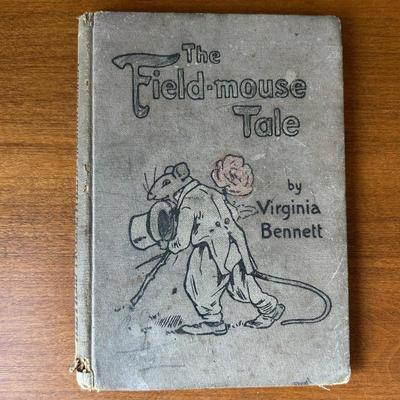 The
Field-mouse
Tale
by
Virginia
Bennett